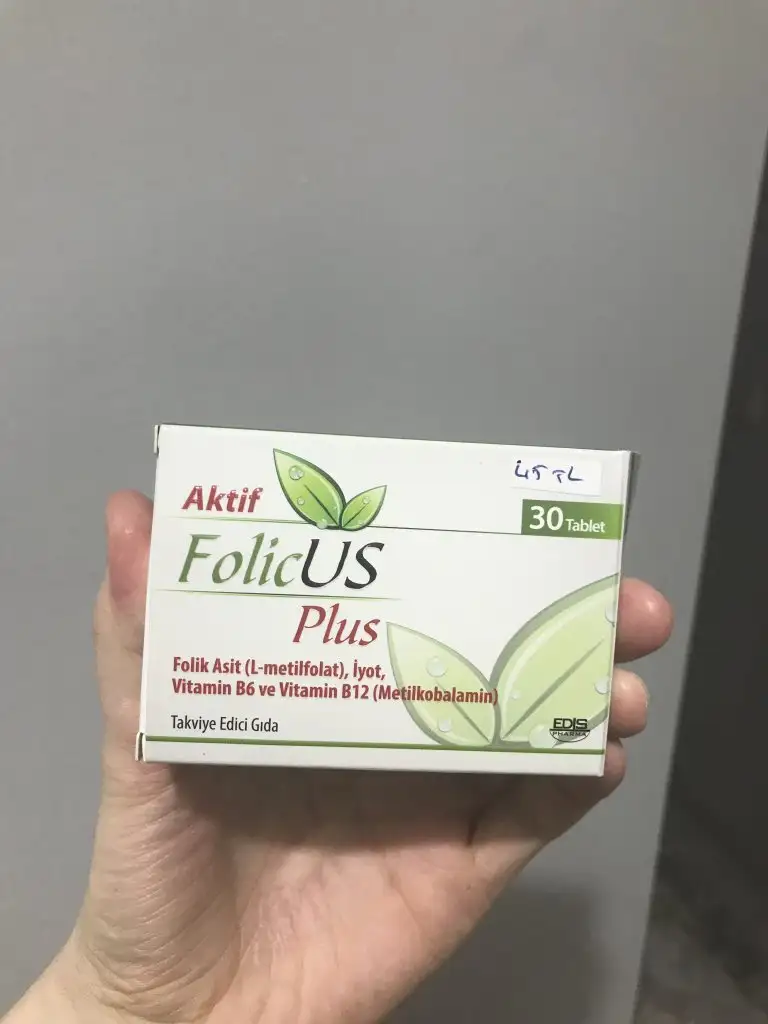 45 TL
Aktif
30 Tablet
FolicUS
Plus
Folik Asit (L-metilfolat), İyot,
Vitamin B6 ve Vitamin B12 (Metilkobalamin)
Takviye Edici Gıda
EDIS
PHARMA